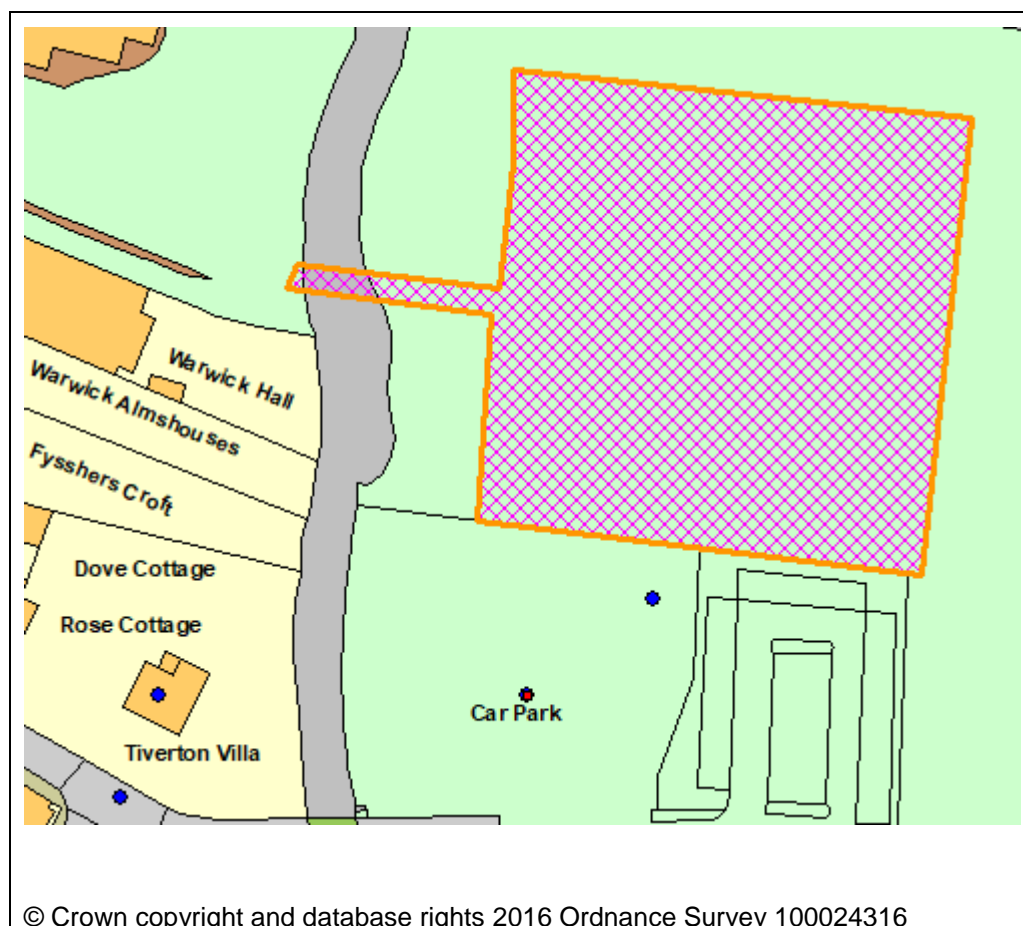 Warwick Hall
Warwick Almshouses
Fysshers Croft
Dove Cottage
Rose Cottage
Car Park
Tiverton Villa
© Crown copyright and database rights 2016 Ordnance Survey 100024316